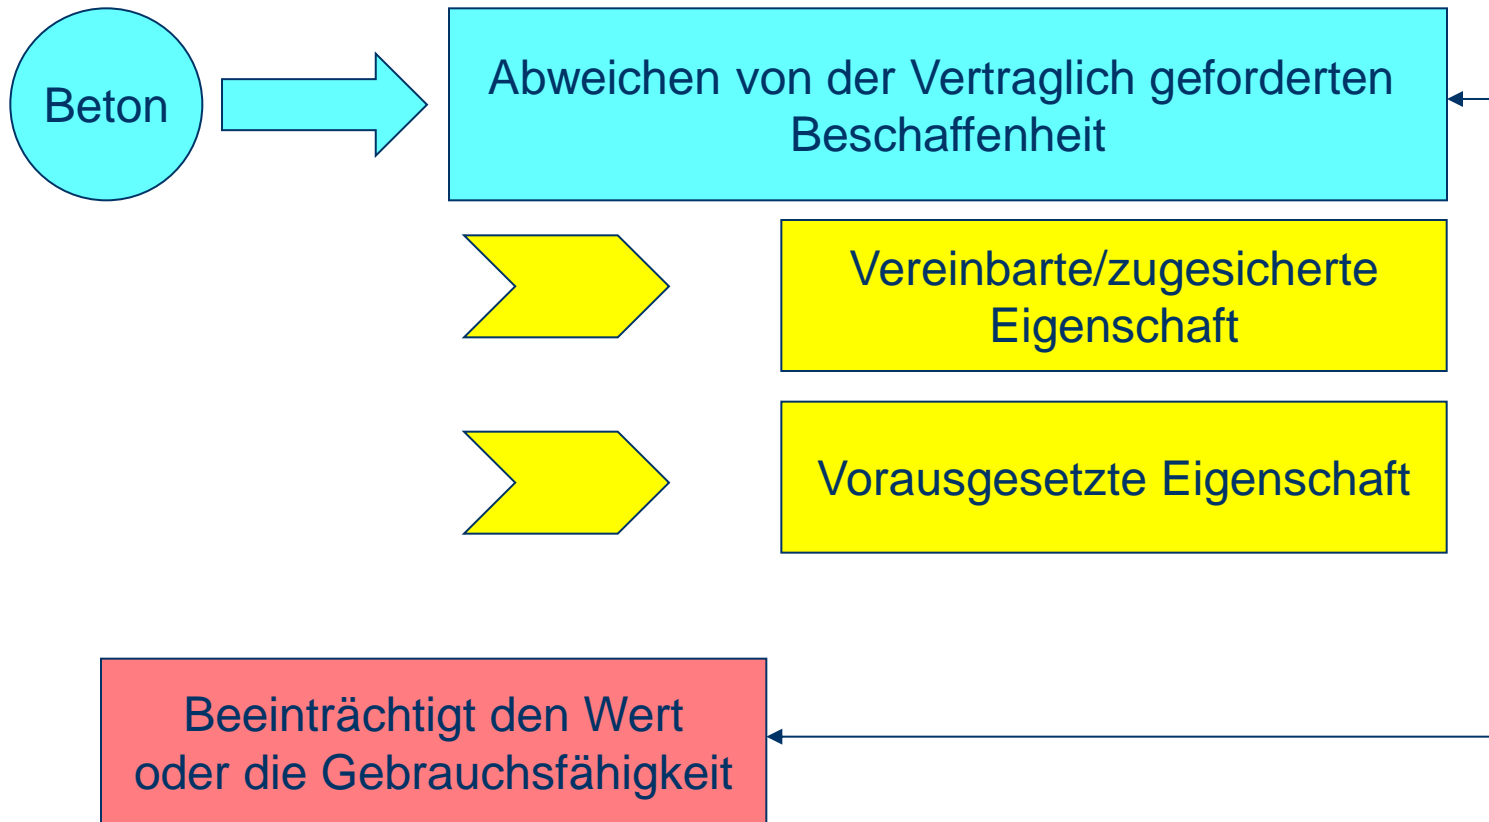 Beton
Abweichen von der Vertraglich geforderten
Beschaffenheit
Vereinbarte/zugesicherte
Eigenschaft
Vorausgesetzte Eigenschaft
Beeinträchtigt den Wert
oder die Gebrauchsfähigkeit